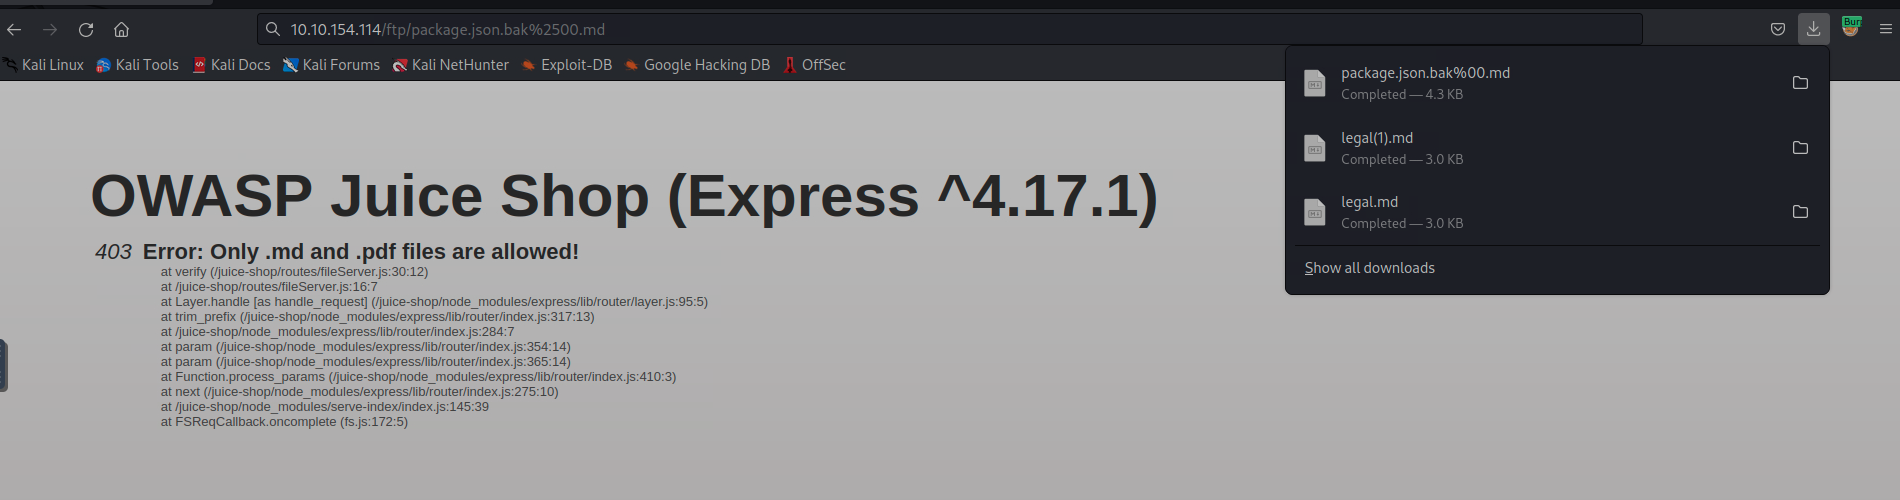 10.10.154.114/ftp/package.json.bak%2500.md
Kali Linux Kali Tools Kali Docs Kali Forums Kali NetHunter Exploit-DB Google Hacking DB OffSec
package.json.bak%00.md
Completed — 4.3 KB
legal(1).md
Completed — 3.0 KB
legal.md
Completed — 3.0 KB
Show all downloads
OWASP Juice Shop (Express ^4.17.1)
403 Error: Only .md and .pdf files are allowed!
at verify (/juice-shop/routes/fileServer.js:30:12)
at /juice-shop/routes/fileServer.js:16:7
at Layer.handle [as handle_request] (/juice-shop/node_modules/express/lib/router/layer.js:95:5)
at trim_prefix (/juice-shop/node_modules/express/lib/router/index.js:317:13)
at /juice-shop/node_modules/express/lib/router/index.js:284:7
at param (/juice-shop/node_modules/express/lib/router/index.js:354:14)
at param (/juice-shop/node_modules/express/lib/router/index.js:365:14)
at Function.process_params (/juice-shop/node_modules/express/lib/router/index.js:410:3)
at next (/juice-shop/node_modules/express/lib/router/index.js:275:10)
at /juice-shop/node_modules/serve-index/index.js:145:39
at FSReqCallback.oncomplete (fs.js:172:5)